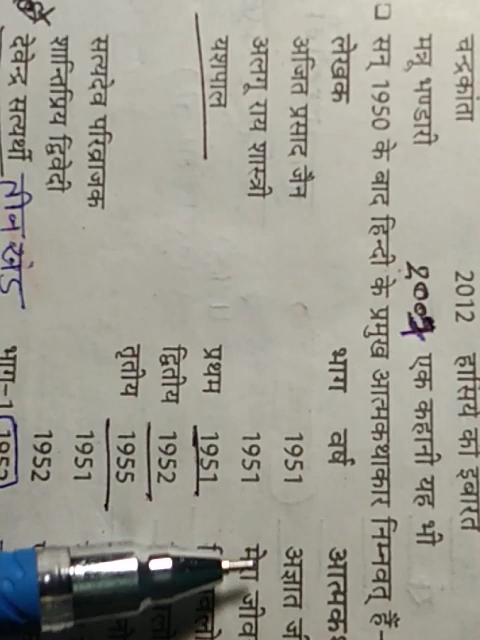 चन्द्रकांता 2012 हाशिये की इबारत
मन्नू भण्डारी 2007 एक कहानी यह भी
□ सन् 1950 के बाद हिन्दी के प्रमुख आत्मकथाकार निम्नवत् हैं-
लेखक भाग वर्ष
अजित प्रसाद जैन 1951 अज्ञात
अलगू राय शास्त्री 1951 मेरा
यशपाल प्रथम 1951
द्वितीय 1952
तृतीय 1955
सत्यदेव परिव्राजक 1951
शान्तिप्रिय द्विवेदी 1952
देवेन्द्र सत्यार्थी तीन खंड भाग-1